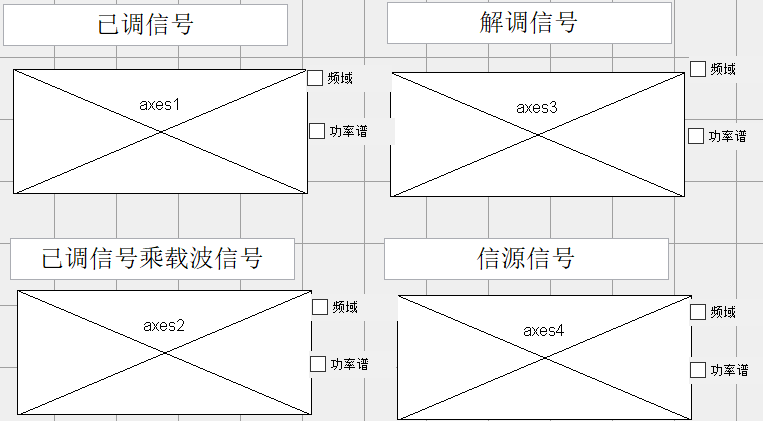 已调信号
axes1
频域
功率谱
解调信号
axes3
频域
功率谱
已调信号乘载波信号
axes2
频域
功率谱
信源信号
axes4
频域
功率谱